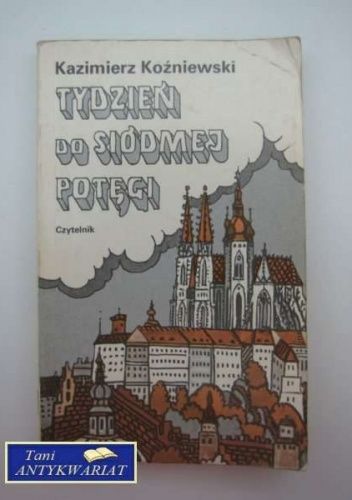 Kazimierz Koźniewski
TYDZIEŃ
DO SIÓDMEJ
POTĘGI
Czytelnik
Tani
ANTYKWARIAT